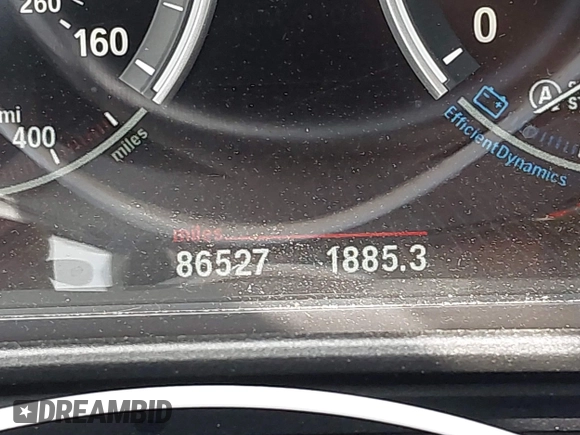 260
160
0
mi
400
miles
EfficientDynamics
A
miles
86527 1885.3
DREAMBID